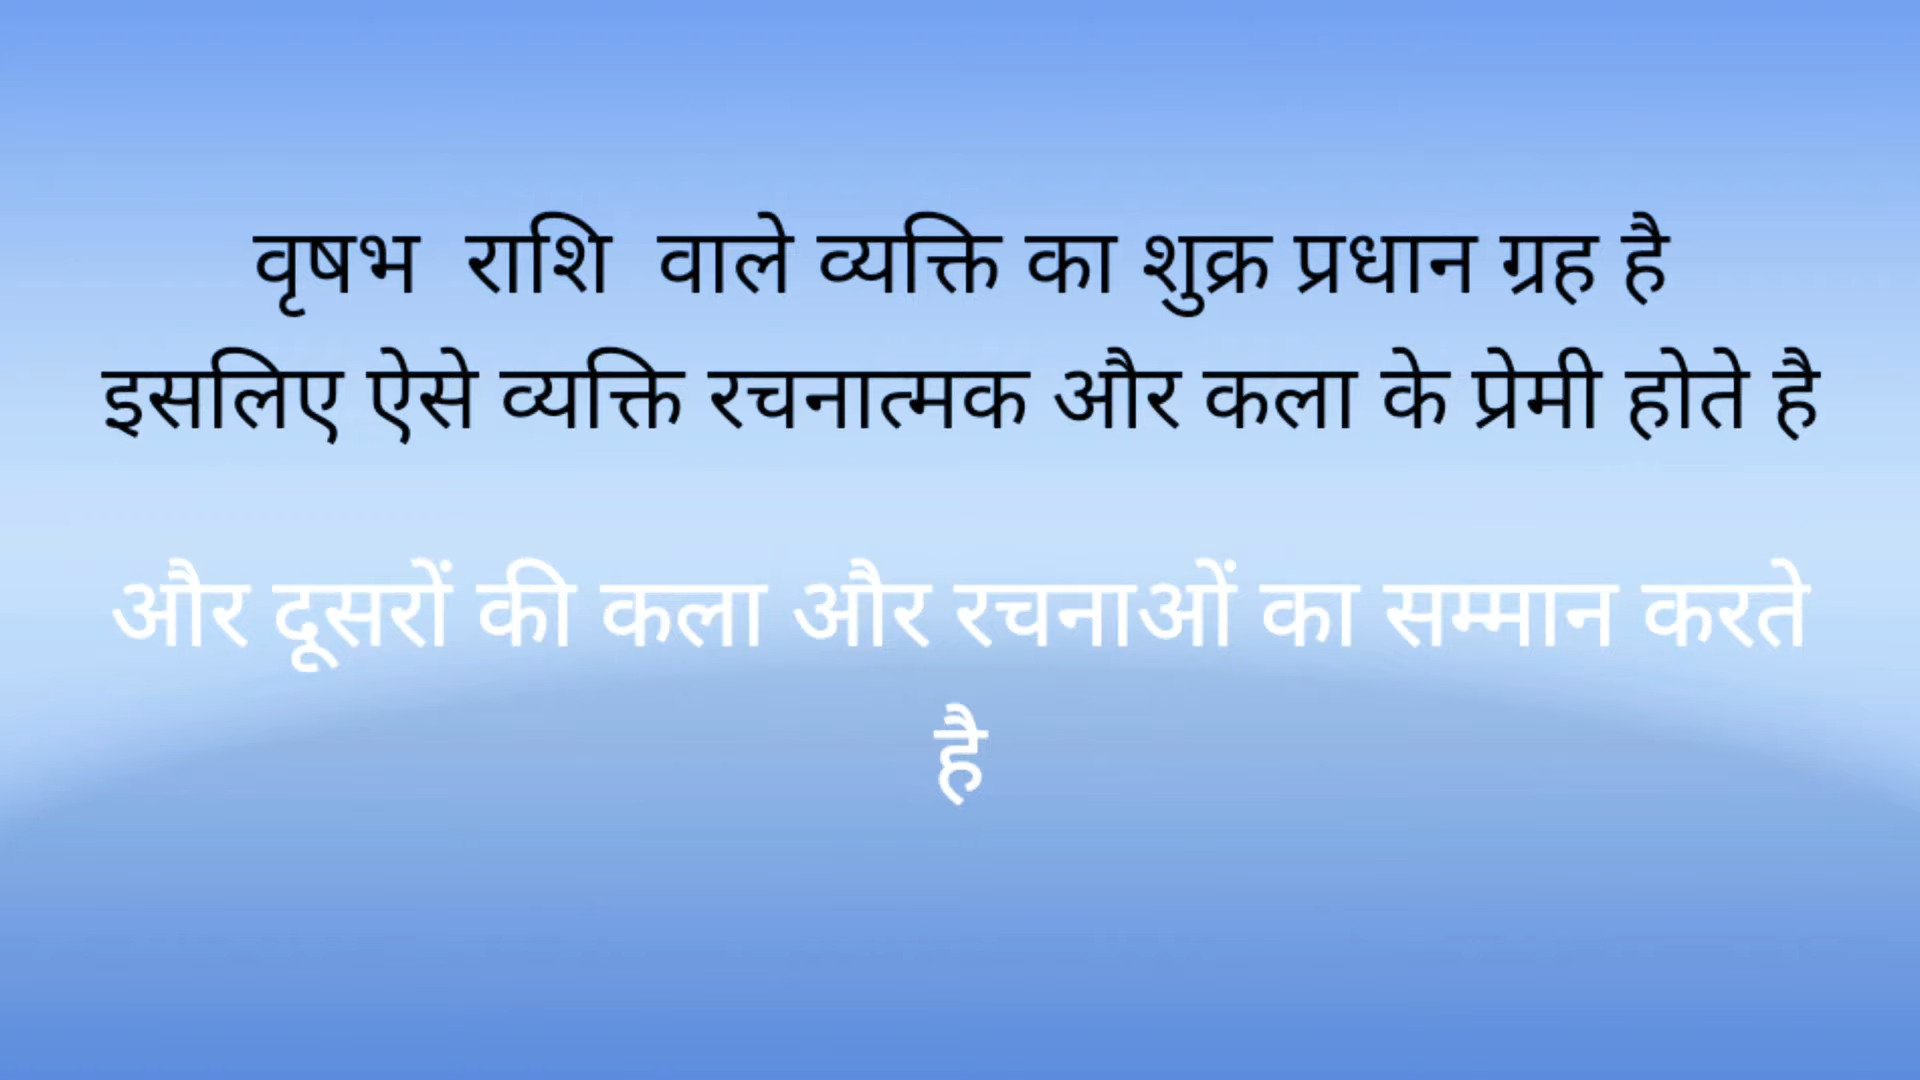 वृषभ  राशि  वाले व्यक्ति का शुक्र प्रधान ग्रह है
इसलिए ऐसे व्यक्ति रचनात्मक और कला के प्रेमी होते है
और दूसरों की कला और रचनाओं का सम्मान करते
है